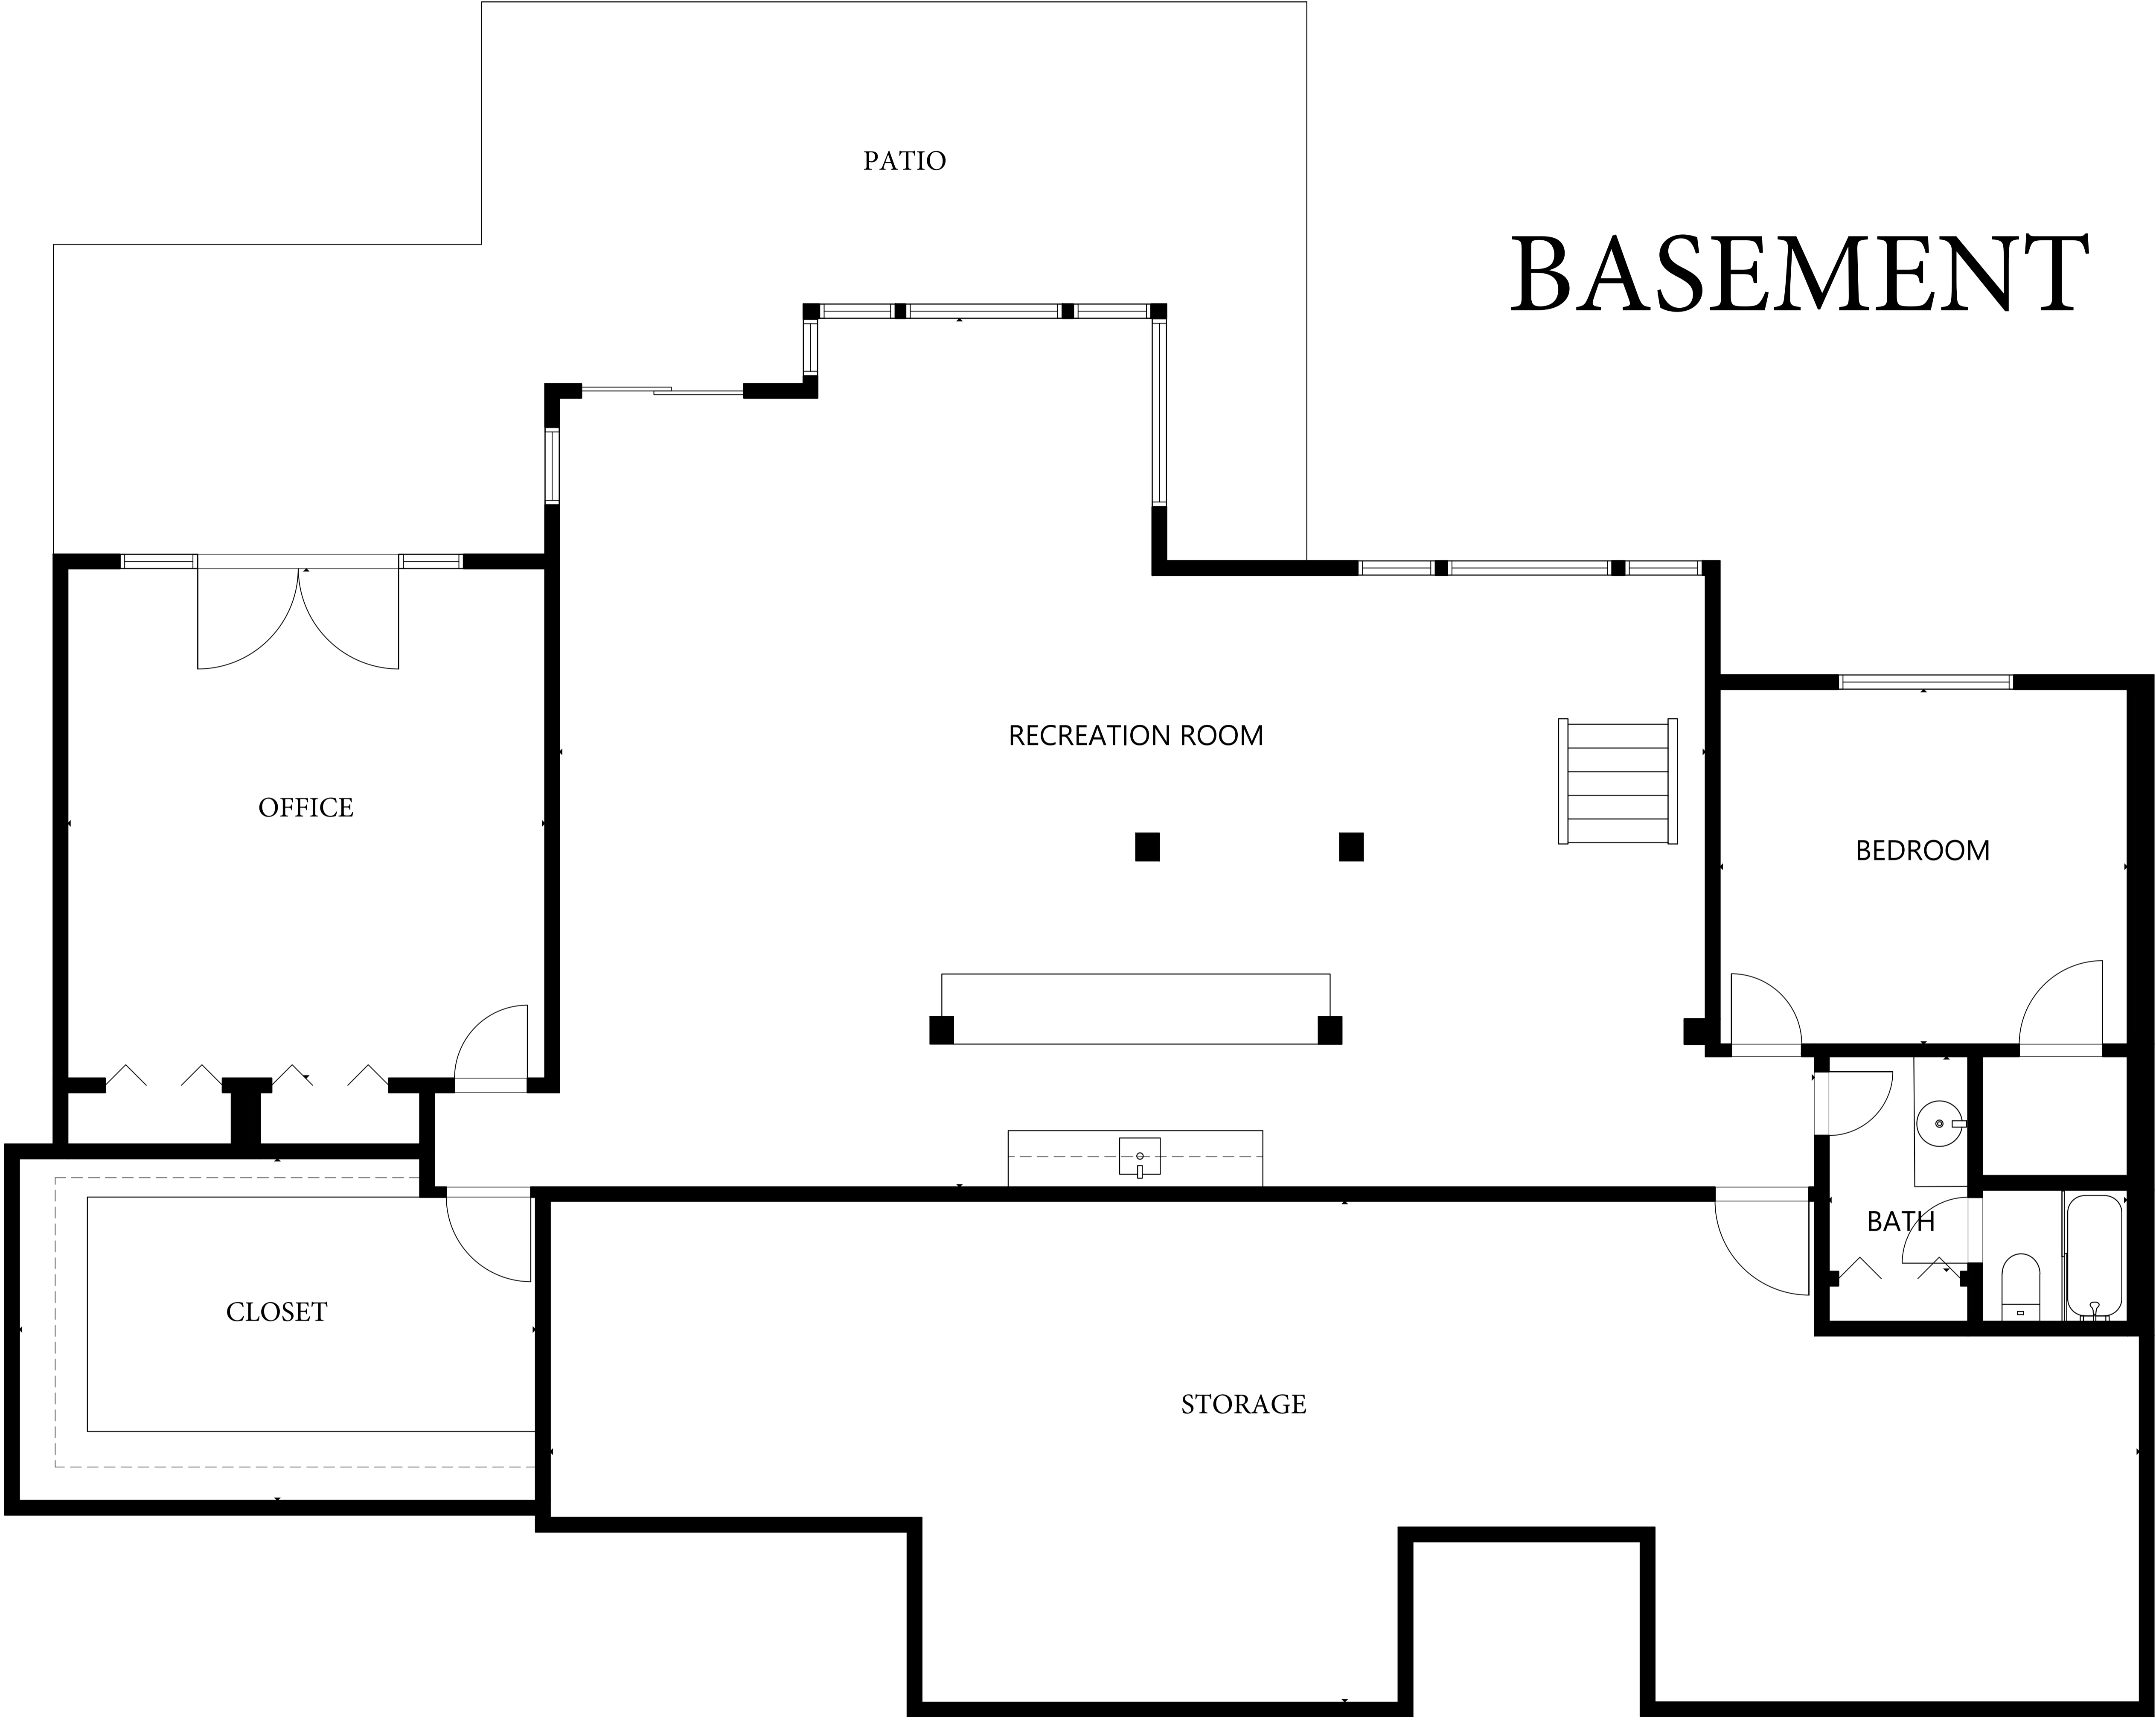 PATIO
BASEMENT
RECREATION ROOM
OFFICE
BEDROOM
BATH
CLOSET
STORAGE